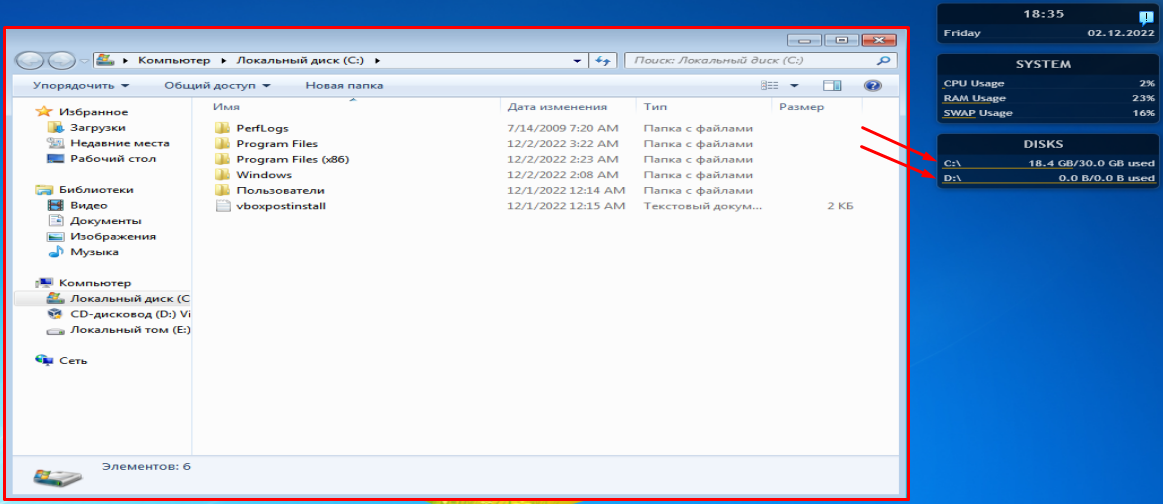 Компьютер Локальный диск (C:)
Поиск: Локальный диск (C:)
Упорядочить Общий доступ Новая папка
Избранное
Загрузки
Недавние места
Рабочий стол
Библиотеки
Видео
Документы
Изображения
Музыка
Компьютер
Локальный диск (C
CD-дисковод (D:) Vi
Локальный том (E:)
Сеть
Имя Дата изменения Тип Размер
PerfLogs 7/14/2009 7:20 AM Папка с файлами
Program Files 12/2/2022 3:22 AM Папка с файлами
Program Files (x86) 12/2/2022 2:23 AM Папка с файлами
Windows 12/2/2022 2:08 AM Папка с файлами
Пользователи 12/1/2022 12:14 AM Папка с файлами
vboxpostinstall 12/1/2022 12:15 AM Текстовый докум... 2 КБ
Элементов: 6
18:35
Friday 02.12.2022
SYSTEM
CPU Usage 2%
RAM Usage 23%
SWAP Usage 16%
DISKS
C:\ 18.4 GB/30.0 GB used
D:\ 0.0 B/0.0 B used